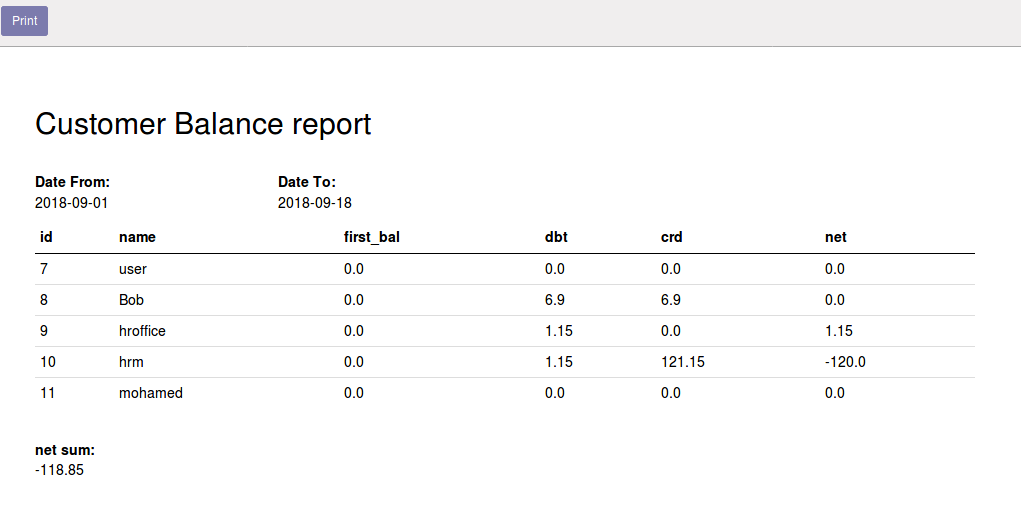 Print
Customer Balance report
Date From: Date To:
2018-09-01 2018-09-18
id name first_bal dbt crd net
7 user 0.0 0.0 0.0 0.0
8 Bob 0.0 6.9 6.9 0.0
9 hroffice 0.0 1.15 0.0 1.15
10 hrm 0.0 1.15 121.15 -120.0
11 mohamed 0.0 0.0 0.0 0.0
net sum:
-118.85